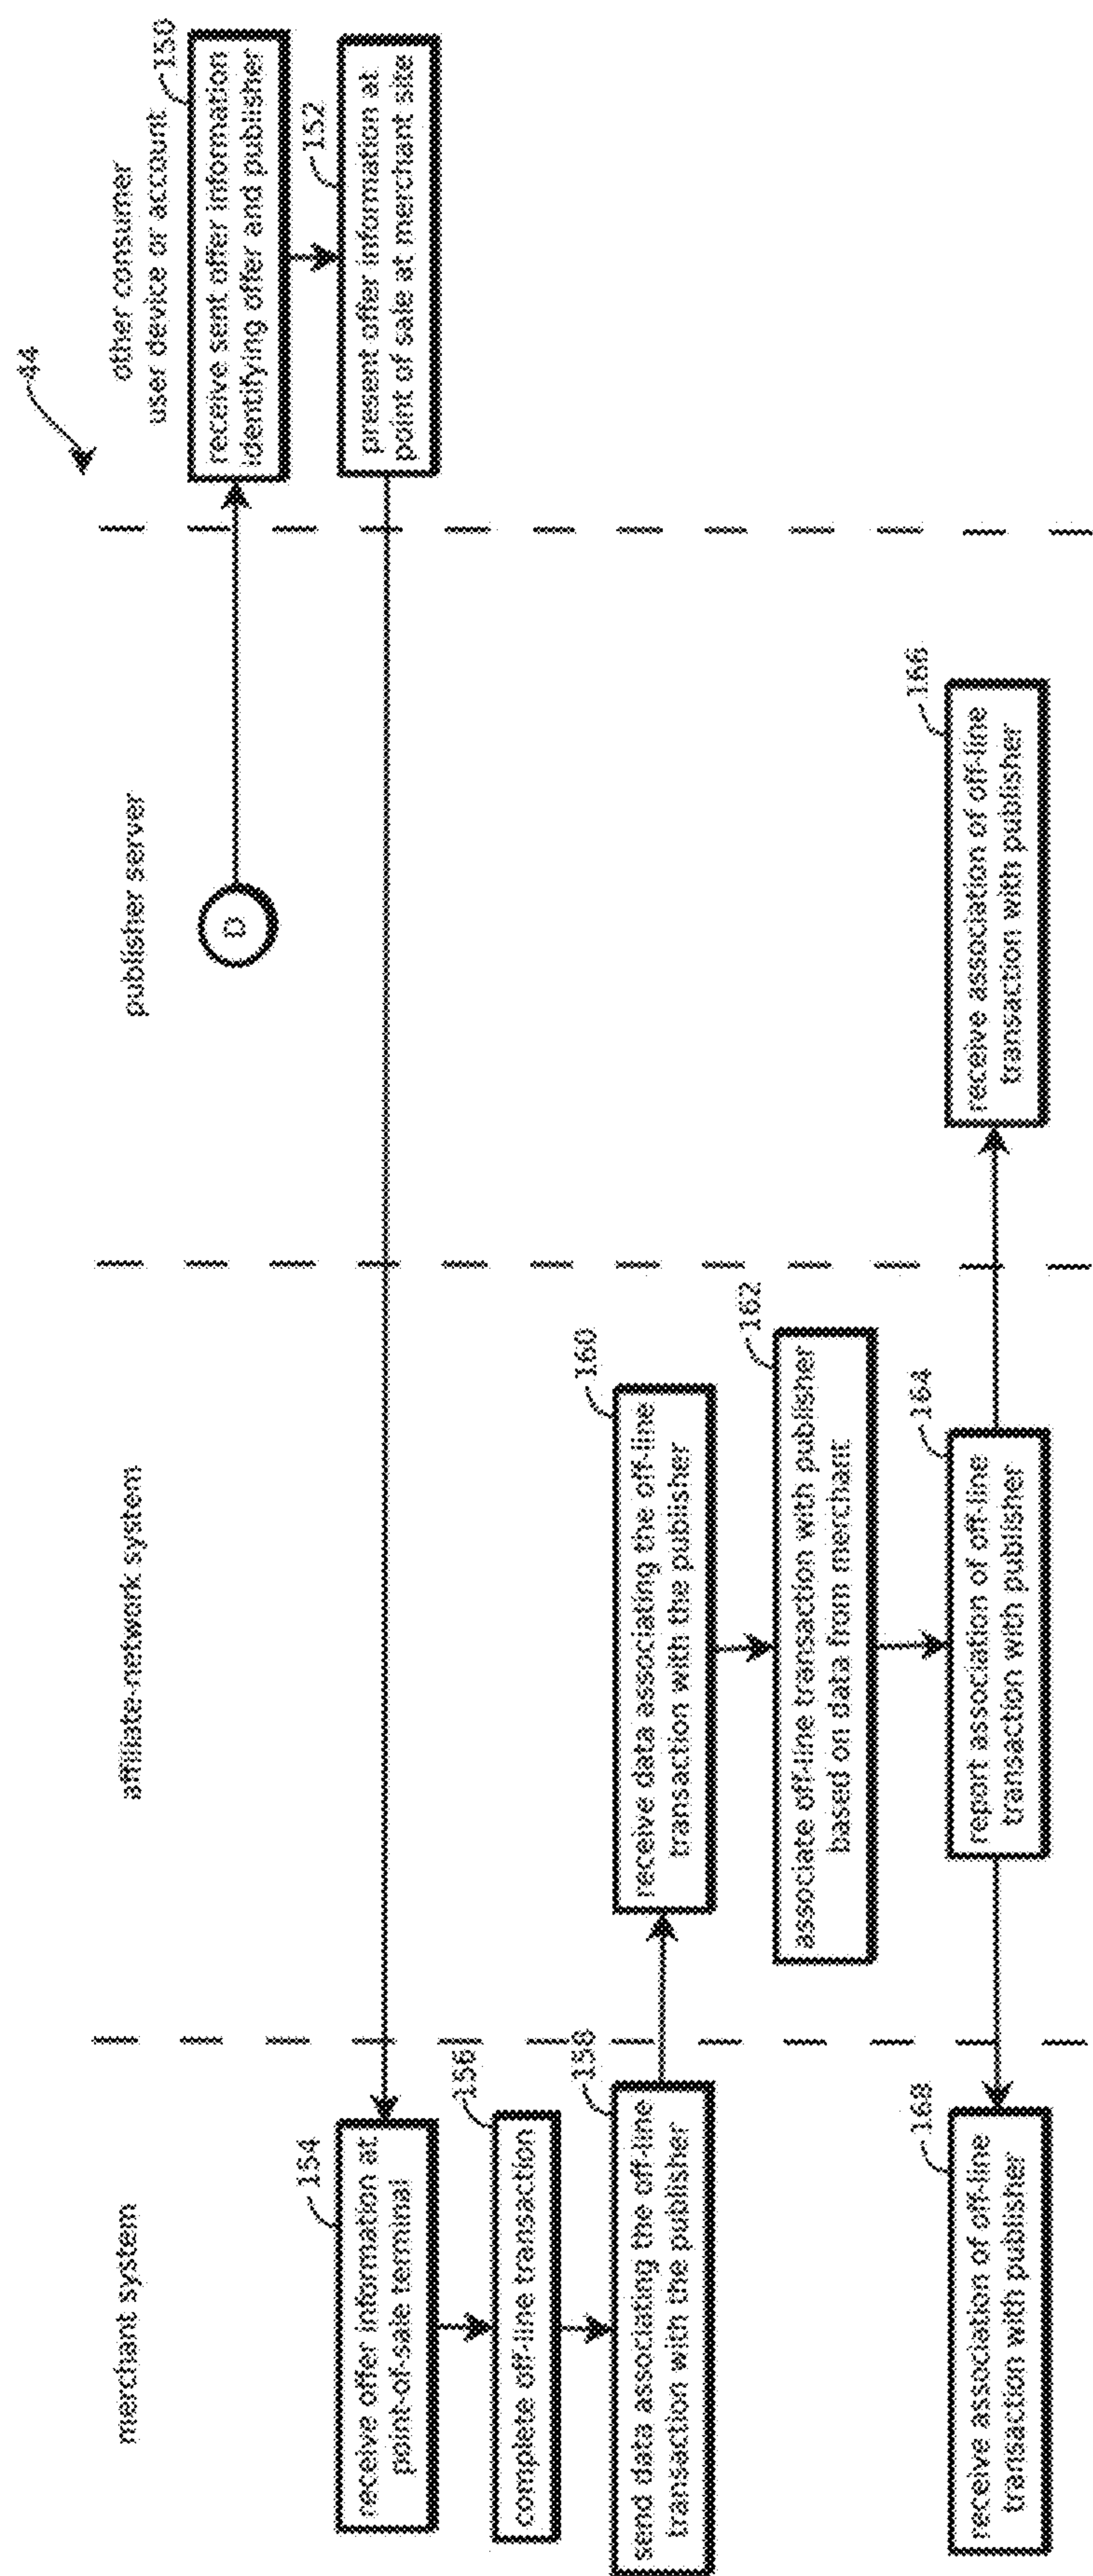 44
merchant system
affiliate-network system
publisher server
other consumer
user device or account
D
150
receive sent offer information
identifying offer and publisher
152
present offer information at
point of sale at merchant site
154
receive offer information at
point-of-sale terminal
156
complete off-line transaction
158
send data associating the off-line
transaction with the publisher
160
receive data associating the off-line
transaction with the publisher
162
associate off-line transaction with publisher
based on data from merchant
164
report association of off-line
transaction with publisher
166
receive association of off-line
transaction with publisher
168
receive association of off-line
transaction with publisher